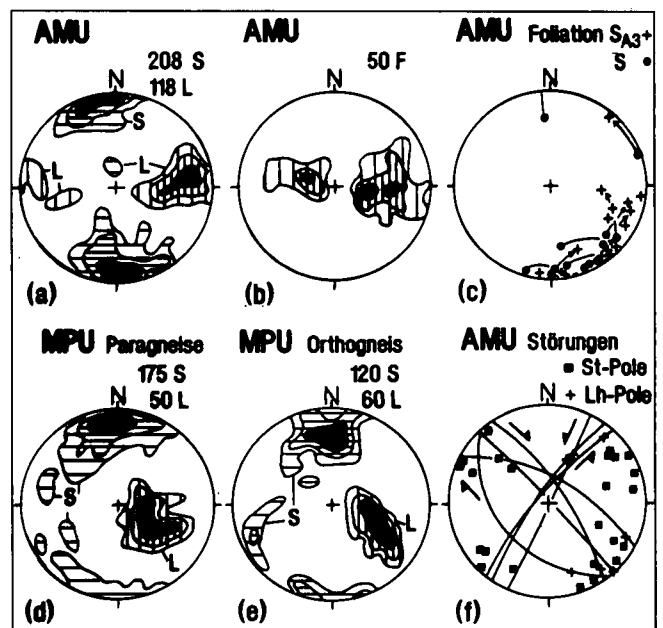 AMU
208 S
118 L
N
S
L
L
(a)
AMU
50 F
N
(b)
AMU Foliation SA3+
S̄ •
N
4
(c)
MPU Paragneise
175 S
50 L
N
S
L
(d)
MPU Orthogneis
120 S
60 L
N
S
L
(e)
AMU Störungen
■ St-Pole
+ Lh-Pole
N
(f)